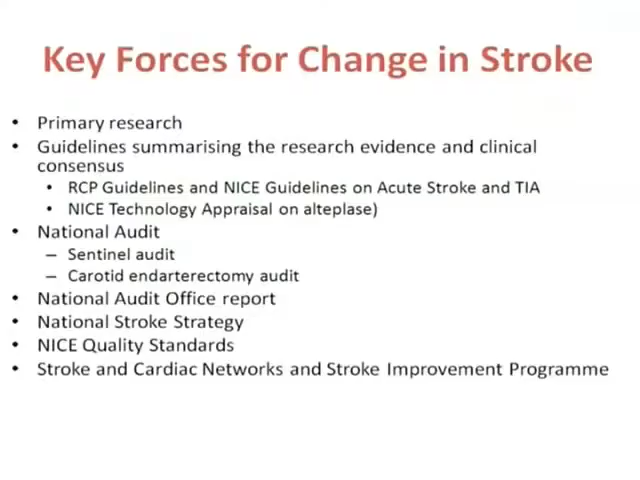 Key Forces for Change in Stroke
• Primary research
• Guidelines summarising the research evidence and clinical
consensus
• RCP Guidelines and NICE Guidelines on Acute Stroke and TIA
• NICE Technology Appraisal on alteplase)
• National Audit
– Sentinel audit
– Carotid endarterectomy audit
• National Audit Office report
• National Stroke Strategy
• NICE Quality Standards
• Stroke and Cardiac Networks and Stroke Improvement Programme